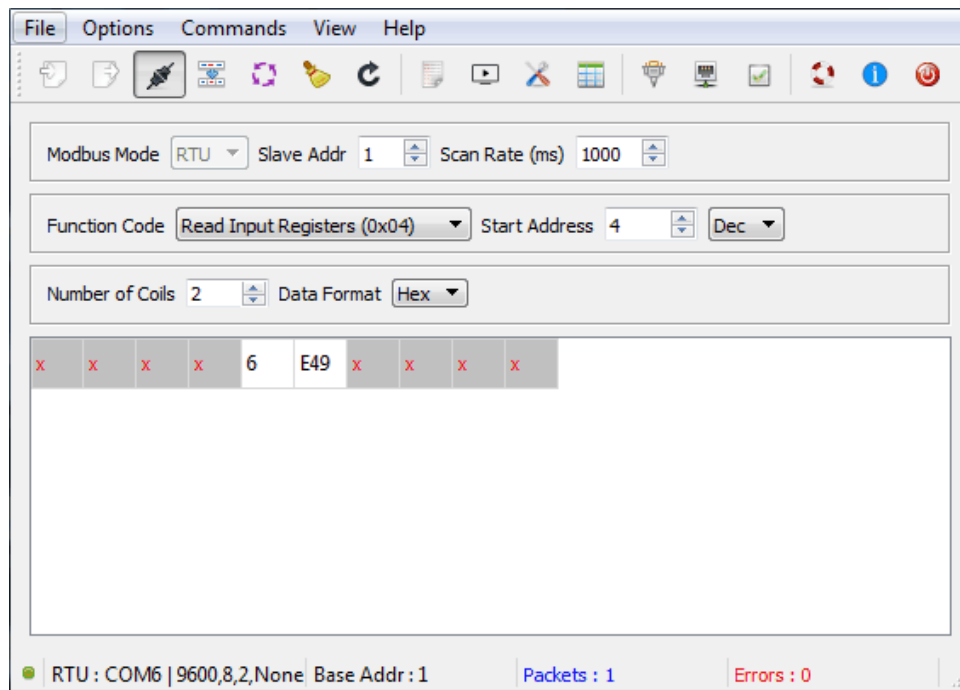 File Options Commands View Help
Modbus Mode RTU Slave Addr 1 Scan Rate (ms) 1000
Function Code Read Input Registers (0x04) Start Address 4 Dec
Number of Coils 2 Data Format Hex
x x x x 6 E49 x x x x
RTU : COM6 | 9600,8,2,None Base Addr : 1 Packets : 1 Errors : 0